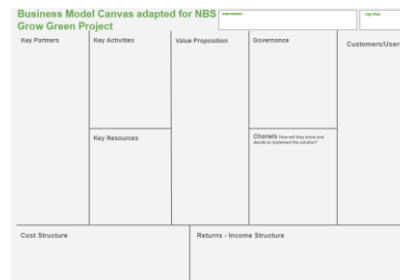 Business Model Canvas adapted for NBS
Grow Green Project
Key Partners
Key Activities
Value Proposition
Governance
Customers/Users
Key Resources
Chanels How will they know and
decide to implement the solution?
Cost Structure
Returns - Income Structure